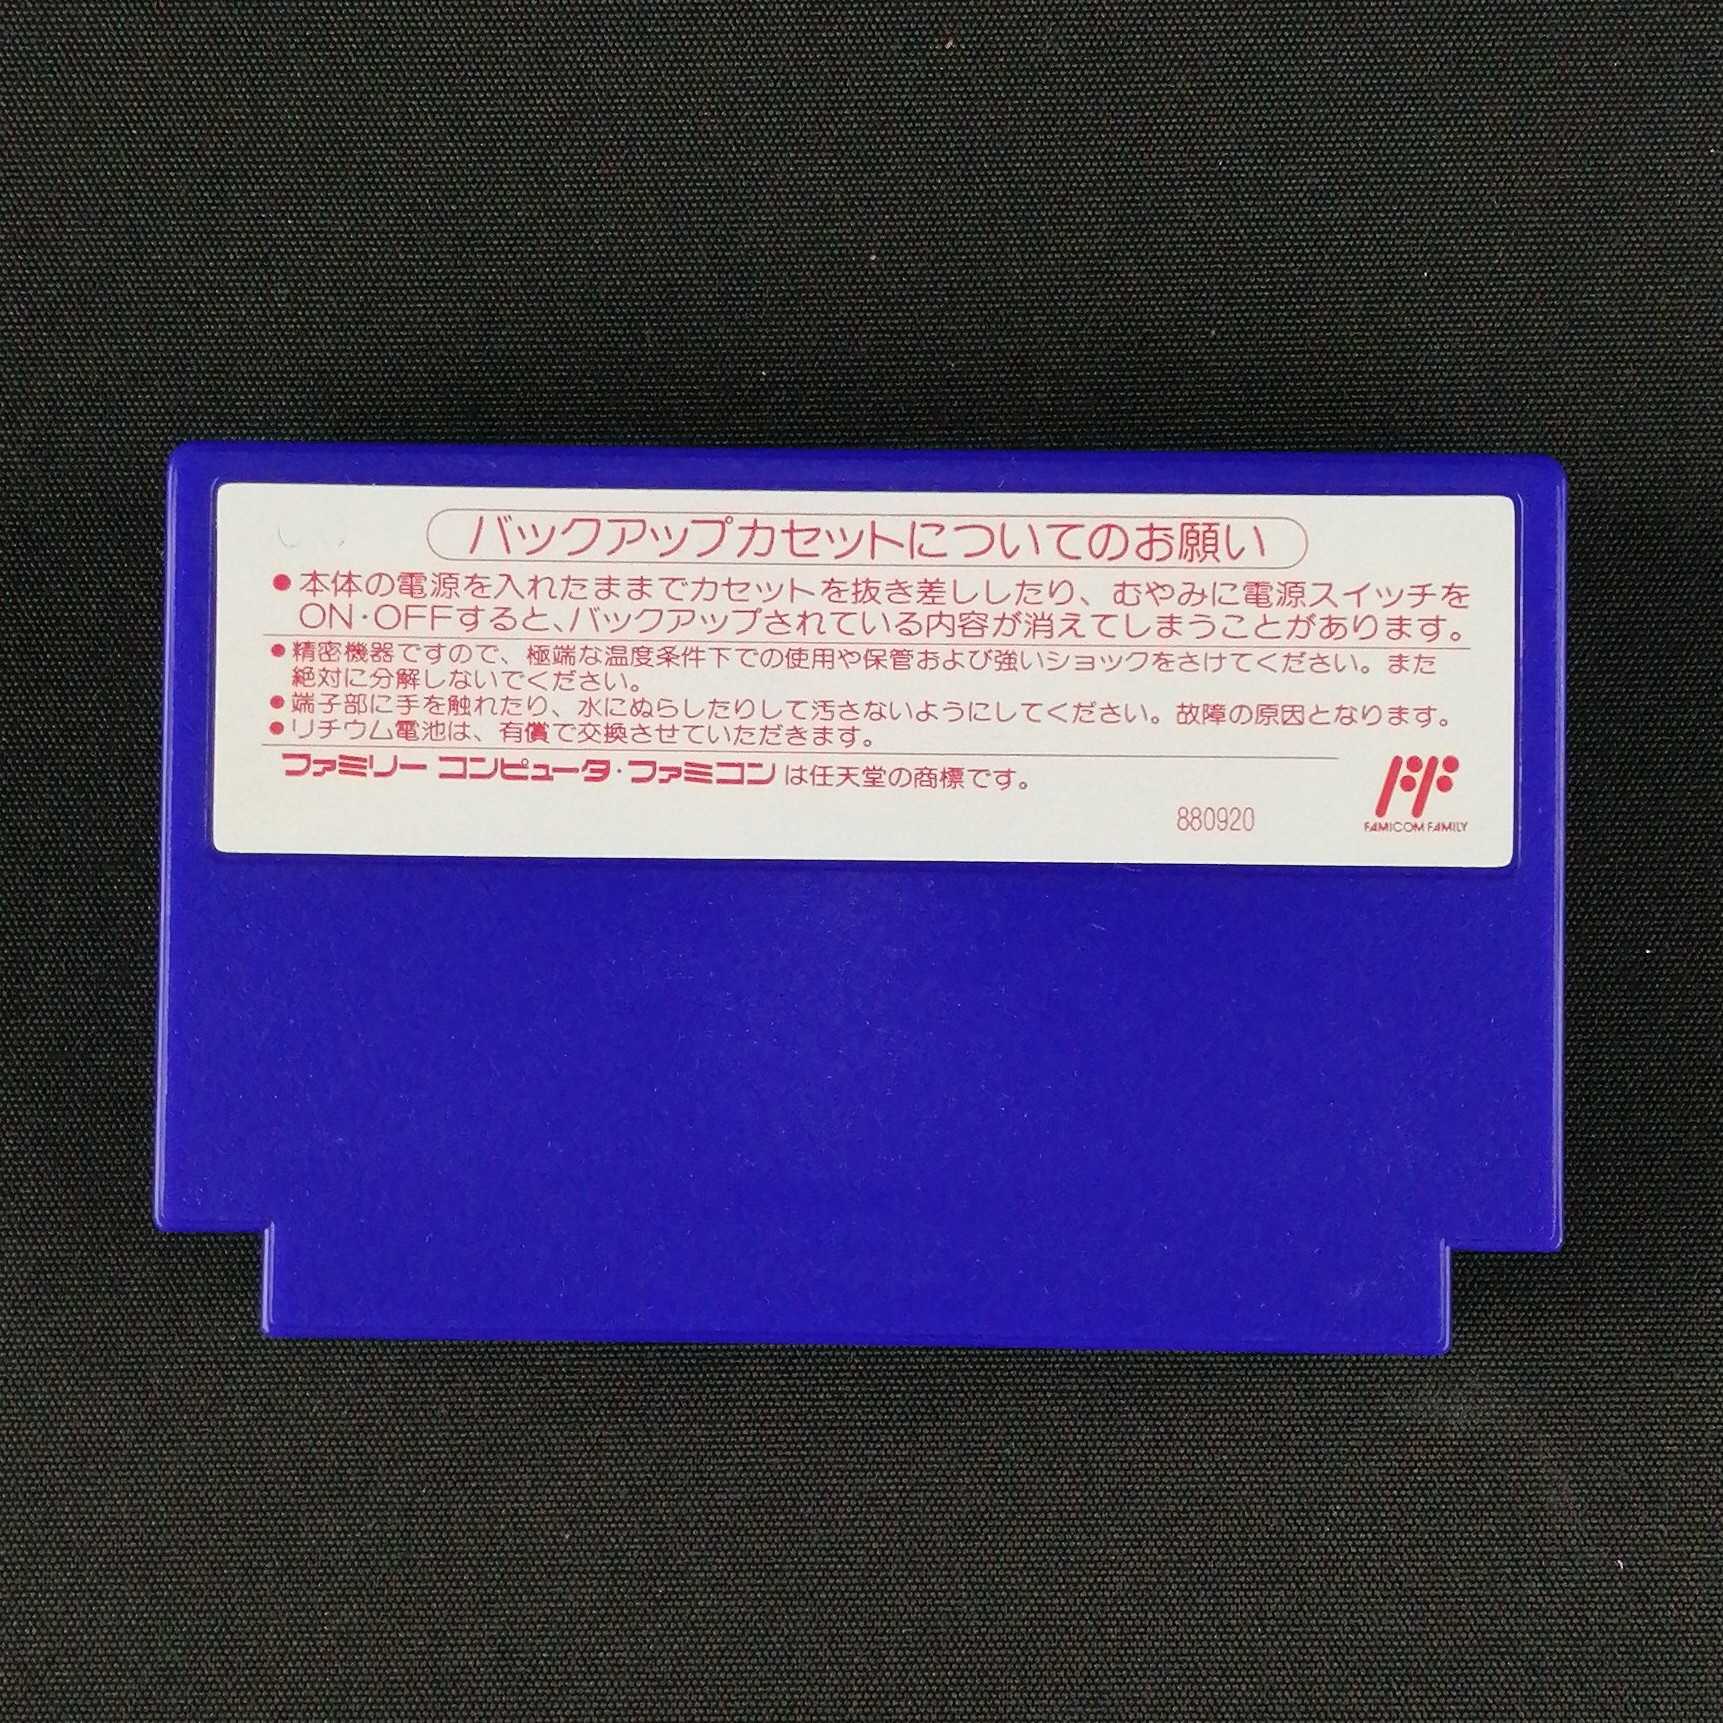 バックアップカセットについてのお願い
●本体の電源を入れたままでカセットを抜き差ししたり、むやみに電源スイッチを
ON・OFFすると、バックアップされている内容が消えてしまうことがあります。
●精密機器ですので、極端な温度条件下での使用や保管および強いショックをさけてください。また
絶対に分解しないでください。
●端子部に手を触れたり、水にぬらしたりして汚さないようにしてください。故障の原因となります。
●リチウム電池は、有償で交換させていただきます。
ファミリーコンピュータ・ファミコンは任天堂の商標です。
880920
FAMICOM FAMILY